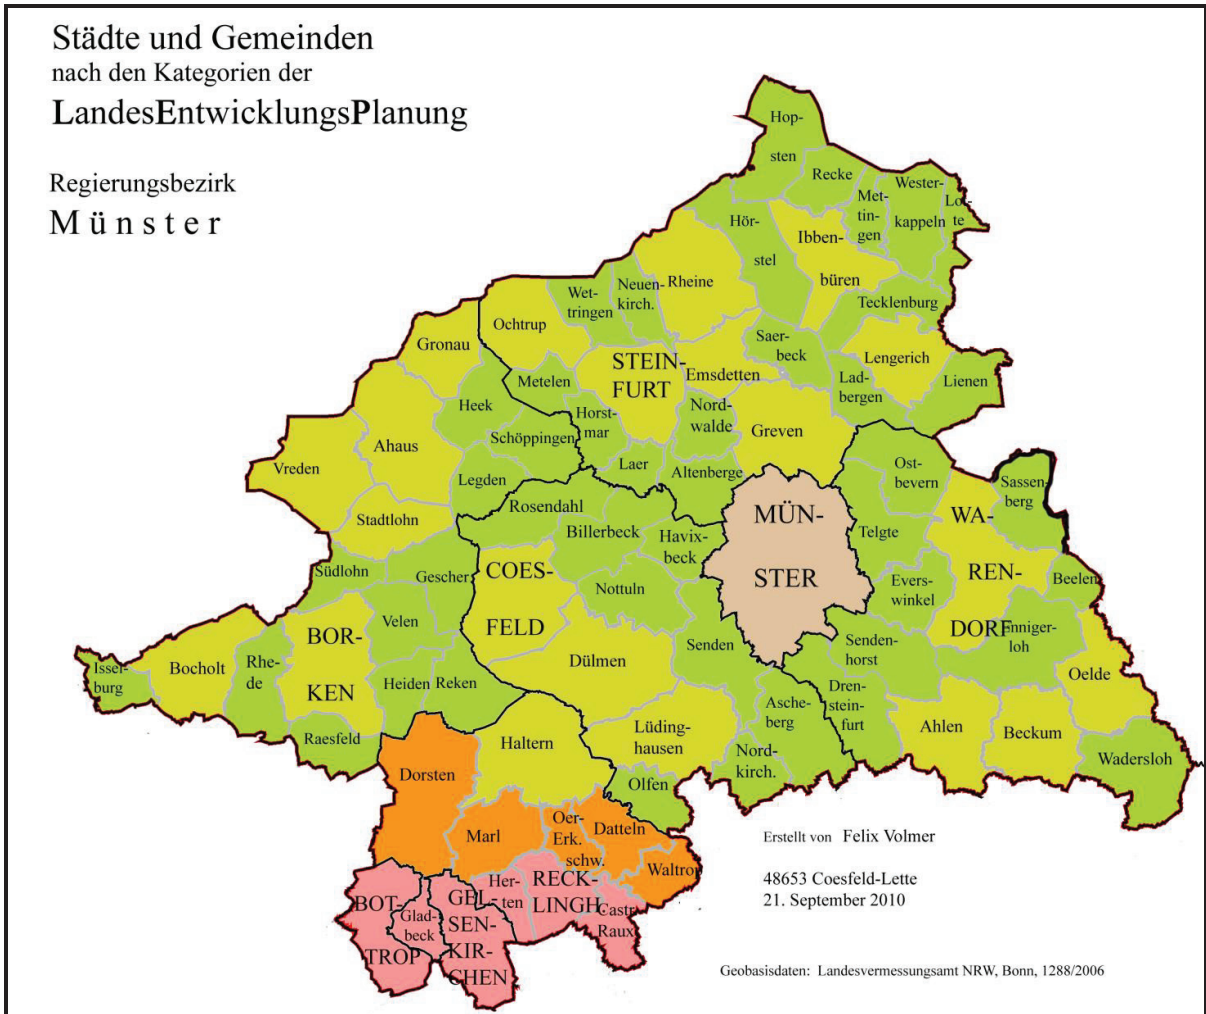 Städte und Gemeinden
nach den Kategorien der
LandesEntwicklungsPlanung
Regierungsbezirk
Münster
Hop-
sten
Recke
Wester-
kappeln
Met-
tin-
gen
Lot-
te
Hör-
stel
Ibben-
büren
Rheine
Neuen-
kirch.
Wet-
tringen
Ochtrup
Tecklenburg
Gronau
STEIN-
FURT
Saer-
beck
Lengerich
Emsdetten
Metelen
Lad-
bergen
Lienen
Heek
Horst-
mar
Nord-
walde
Greven
Schöppingen
Ahaus
Laer
Altenberge
Ost-
bevern
Vreden
Legden
Sassen-
berg
Rosendahl
Stadtlohn
MÜN-
STER
WA-
REN-
DORF
Billerbeck
Havix-
beck
Telgte
Südlohn
Gescher
COES-
FELD
Nottuln
Evers-
winkel
Beelen
Velen
BOR-
KEN
Enniger-
loh
Senden
Senden-
horst
Isser-
burg
Bocholt
Rhe-
de
Dülmen
Oelde
Heiden
Reken
Dren-
stein-
furt
Asche-
berg
Lüding-
hausen
Ahlen
Beckum
Raesfeld
Haltern
Nord-
kirch.
Wadersloh
Dorsten
Olfen
Marl
Oer-
Erk.
schw.
Datteln
Waltrop
Her-
ten
RECK-
LINGH
Castr
Raux
BOT-
TROP
Glad-
beck
GEL-
SEN-
KIR-
CHEN
Erstellt von Felix Volmer
48653 Coesfeld-Lette
21. September 2010
Geobasisdaten: Landesvermessungsamt NRW, Bonn, 1288/2006